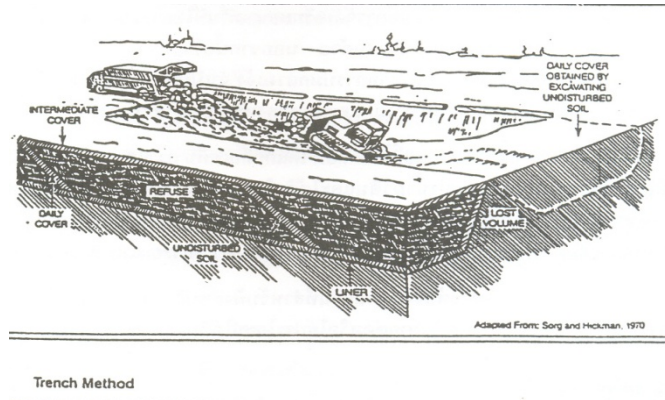 DAILY COVER
OBTAINED BY
EXCAVATING
UNDISTURBED
SOIL
INTERMEDIATE
COVER
REFUSE
DAILY
COVER
LOST
VOLUME
UNDISTURBED
SOIL
LINER
Adapted From: Sorg and Hickman, 1970
Trench Method